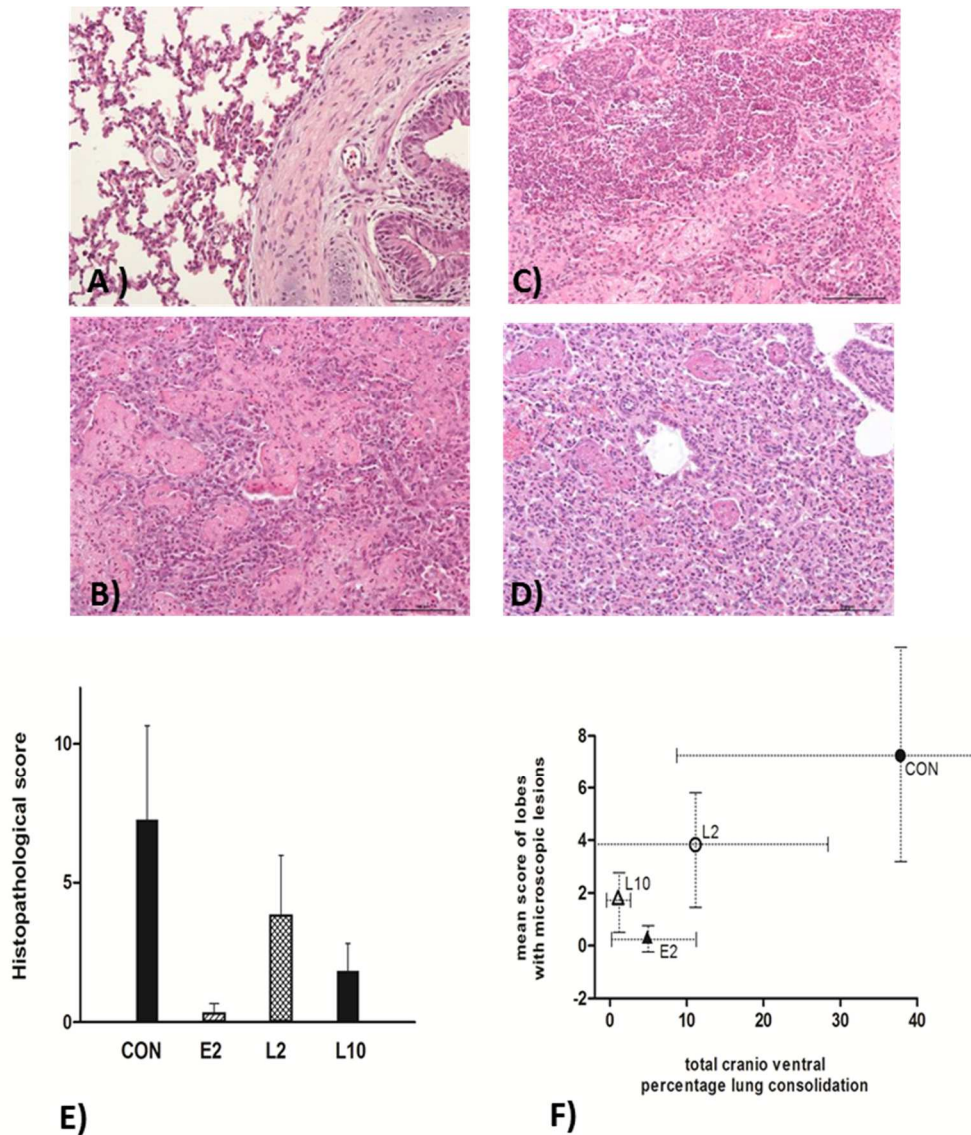 A )
C)
B)
D)
Histopathological score
10
5
0
CON E2 L2 L10
E)
mean score of lobes
with microscopic lesions
8
6
4
2
0
-2
CON
L2
L10
E2
0 10 20 30 40
total cranio ventral
percentage lung consolidation
F)